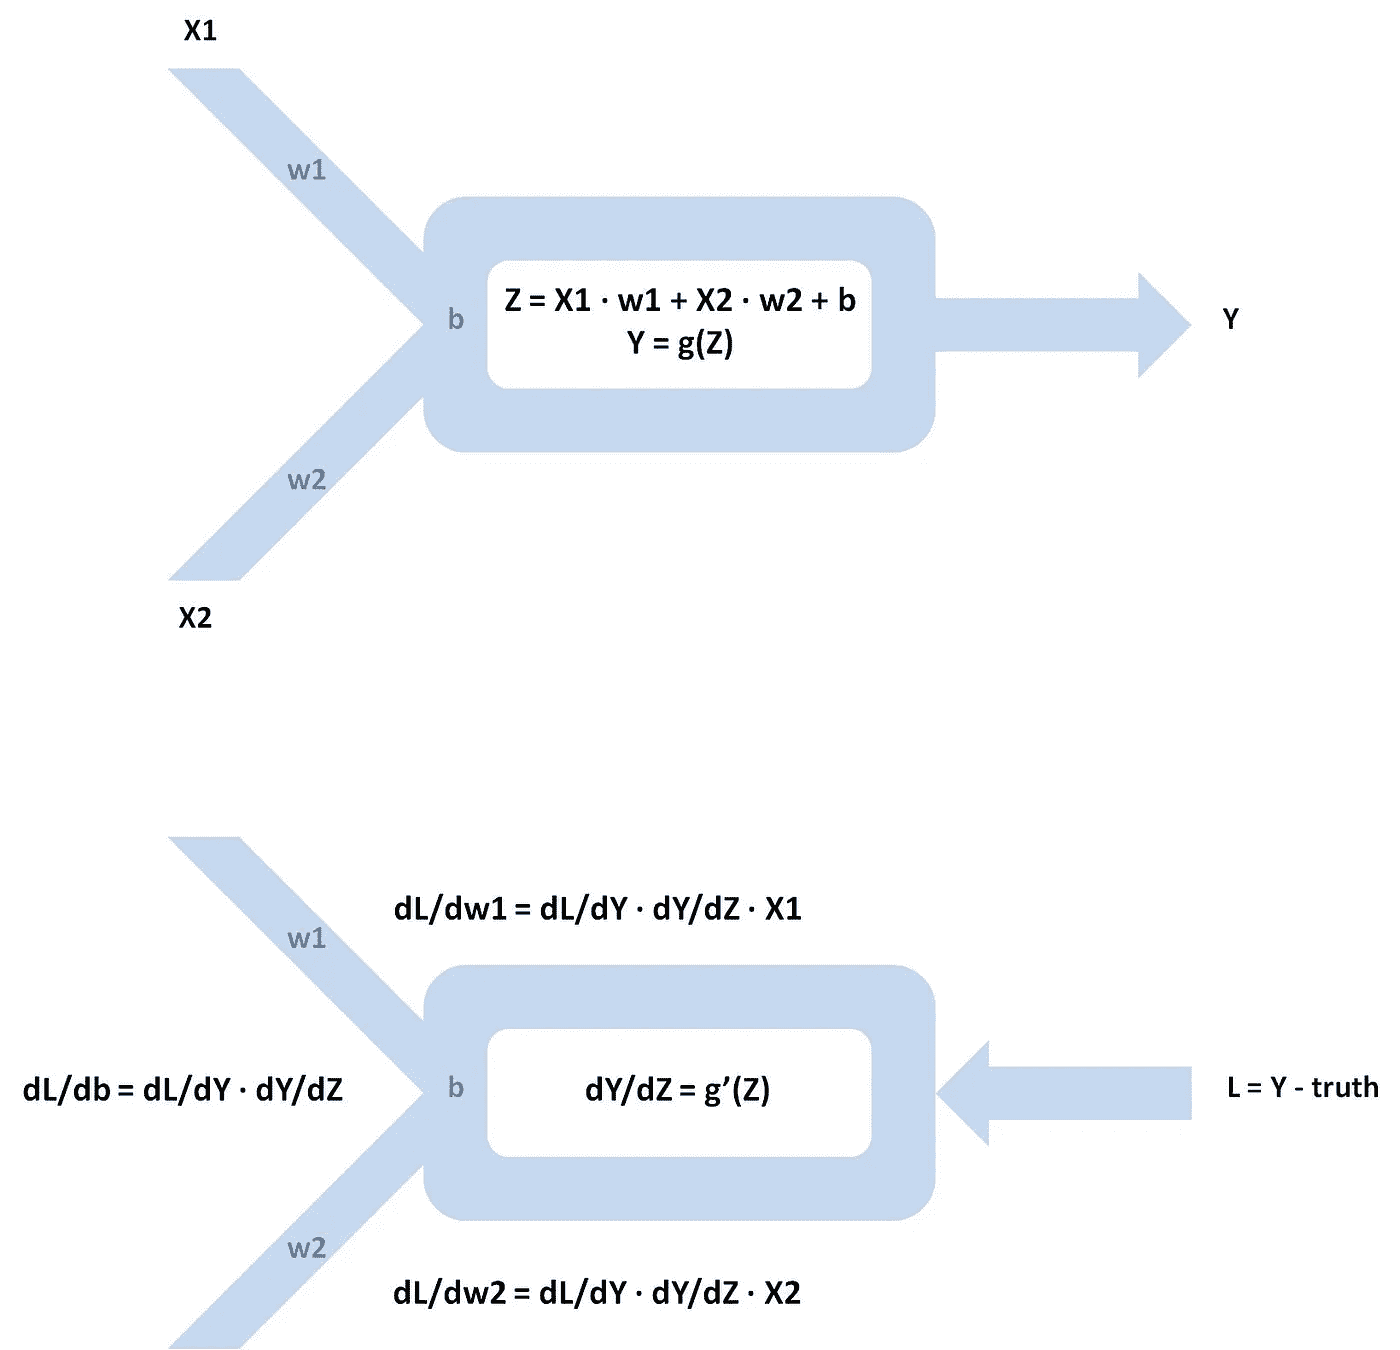 X1
w1
Z = X1 · w1 + X2 · w2 + b
b
Y = g(Z)
Y
w2
X2
dL/dw1 = dL/dY · dY/dZ · X1
w1
dL/db = dL/dY · dY/dZ
b
dY/dZ = g’(Z)
L = Y - truth
w2
dL/dw2 = dL/dY · dY/dZ · X2